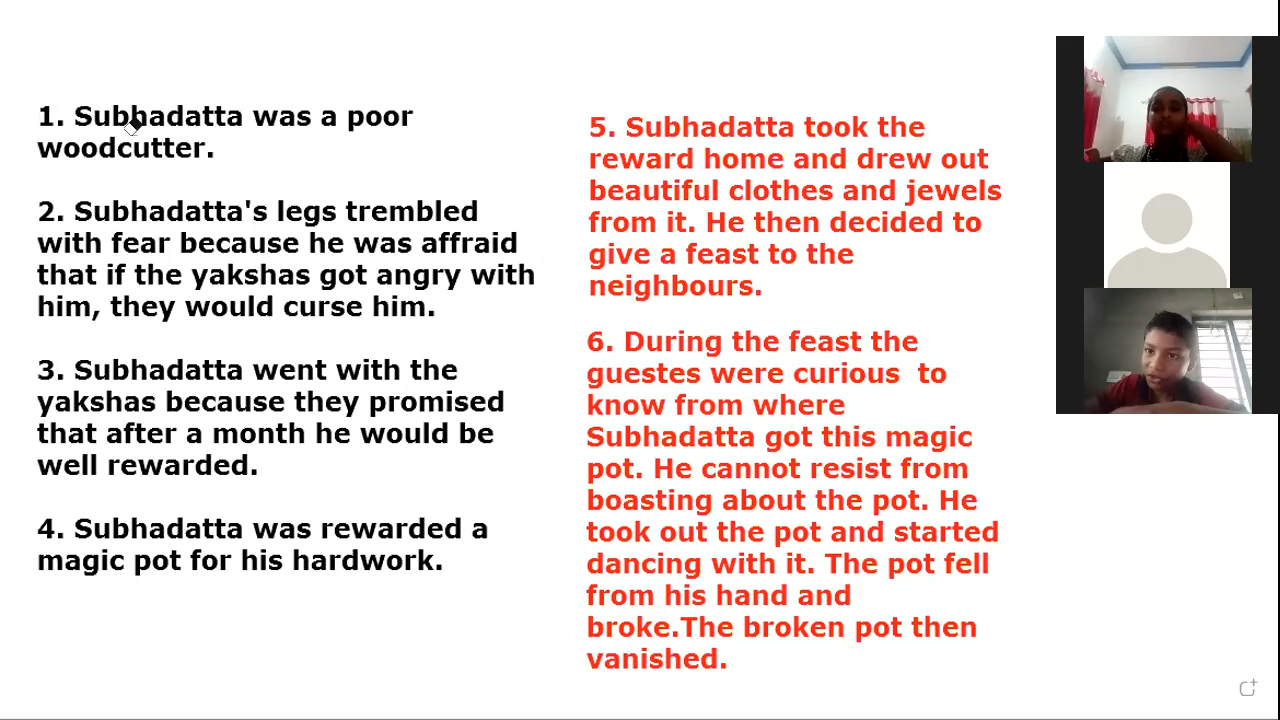 1. Subhadatta was a poor
woodcutter.
2. Subhadatta's legs trembled
with fear because he was affraid
that if the yakshas got angry with
him, they would curse him.
3. Subhadatta went with the
yakshas because they promised
that after a month he would be
well rewarded.
4. Subhadatta was rewarded a
magic pot for his hardwork.
5. Subhadatta took the
reward home and drew out
beautiful clothes and jewels
from it. He then decided to
give a feast to the
neighbours.
6. During the feast the
guestes were curious  to
know from where
Subhadatta got this magic
pot. He cannot resist from
boasting about the pot. He
took out the pot and started
dancing with it. The pot fell
from his hand and
broke.The broken pot then
vanished.